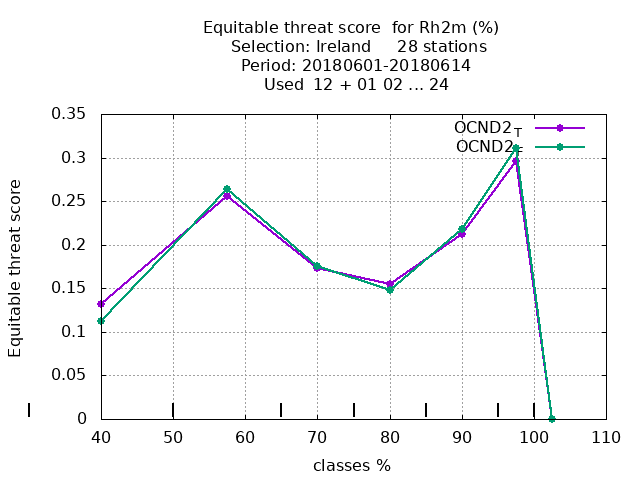 Equitable threat score  for Rh2m (%)
Selection: Ireland     28 stations
Period: 20180601-20180614
Used  12 + 01 02 ... 24
OCND2T
OCND2F
Equitable threat score
0.35
0.3
0.25
0.2
0.15
0.1
0.05
0
40 50 60 70 80 90 100 110
classes %